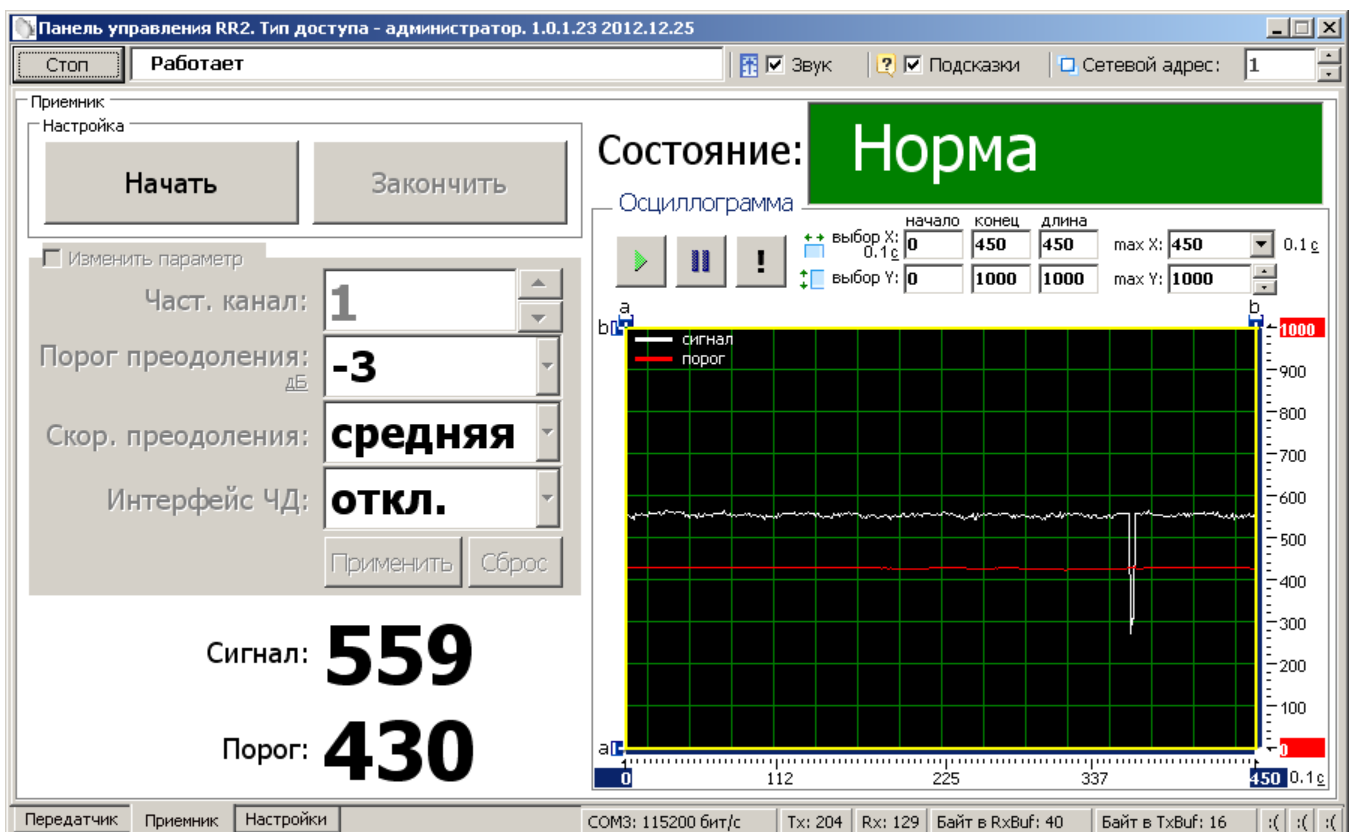 Панель управления RR2. Тип доступа - администратор. 1.0.1.23 2012.12.25
Стоп Работает Звук Подсказки Сетевой адрес: 1
Приемник
Настройка
Начать Закончить
Состояние: Норма
Изменить параметр
Част. канал: 1
Порог преодоления: -3
дБ
Скор. преодоления: средняя
Интерфейс ЧД: откл.
Применить Сброс
Сигнал: 559
Порог: 430
Осциллограмма
начало конец длина
! выбор X: 0 450 450 max X: 450 0.1 с
0.1 с
выбор Y: 0 1000 1000 max Y: 1000
a b
b
сигнал
порог
1000
900
800
700
600
500
400
300
200
100
0
a
0 112 225 337 450 0.1 с
Передатчик Приемник Настройки COM3: 115200 бит/с Tx: 204 Rx: 129 Байт в RxBuf: 40 Байт в TxBuf: 16 :( :( :(